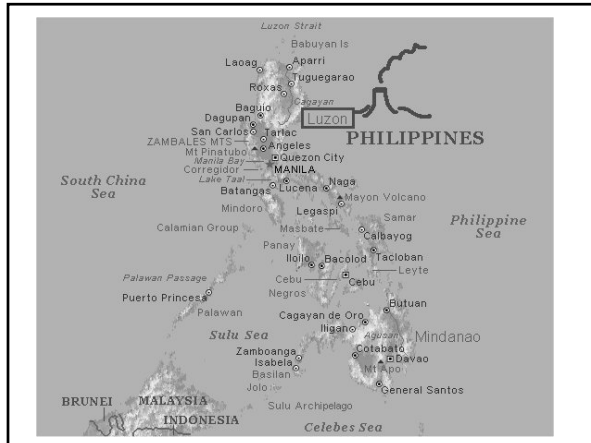 Luzon Strait
Babuyan Is
Laoag
Aparri
Tuguegarao
Roxas
Cagayan
Baguio
Luzon
Dagupan
San Carlos
Tarlac
PHILIPPINES
ZAMBALES MTS
Angeles
Mt Pinatubo
Quezon City
Manila Bay
MANILA
Corregidor
Lake Taal
South China
Sea
Lucena
Naga
Batangas
Mayon Volcano
Mindoro
Legaspi
Samar
Philippine
Sea
Calamian Group
Masbate
Calbayog
Panay
Tacloban
Iloilo
Bacolod
Leyte
Palawan Passage
Cebu
Cebu
Puerto Princesa
Negros
Butuan
Palawan
Cagayan de Oro
Iligan
Agusan
Mindanao
Sulu Sea
Zamboanga
Cotabato
Isabela
Davao
Basilan
Mt Apo
Jolo
General Santos
BRUNEI
MALAYSIA
Sulu Archipelago
INDONESIA
Celebes Sea